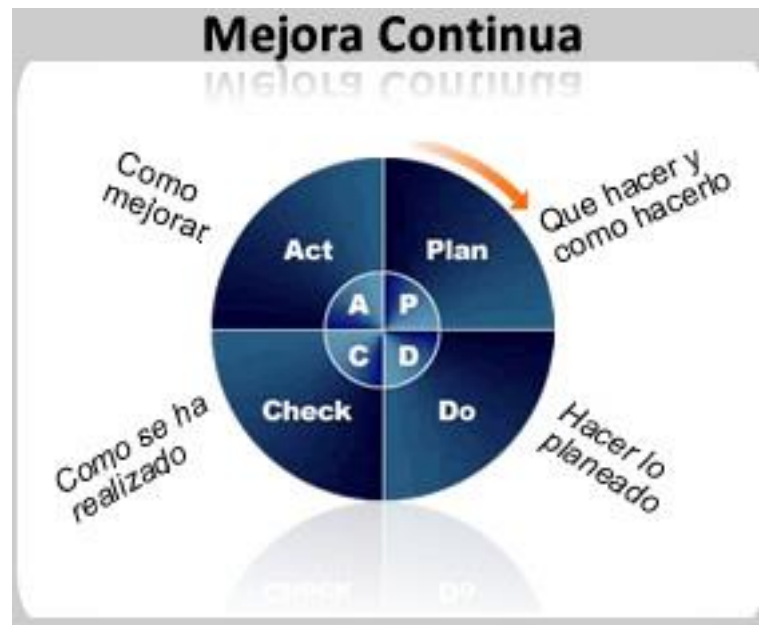 Mejora Continua
Como
mejorar
Que hacer y
como hacerlo
Act
Plan
A
P
C
D
Check
Do
Como se ha
realizado
Hacer lo
planeado